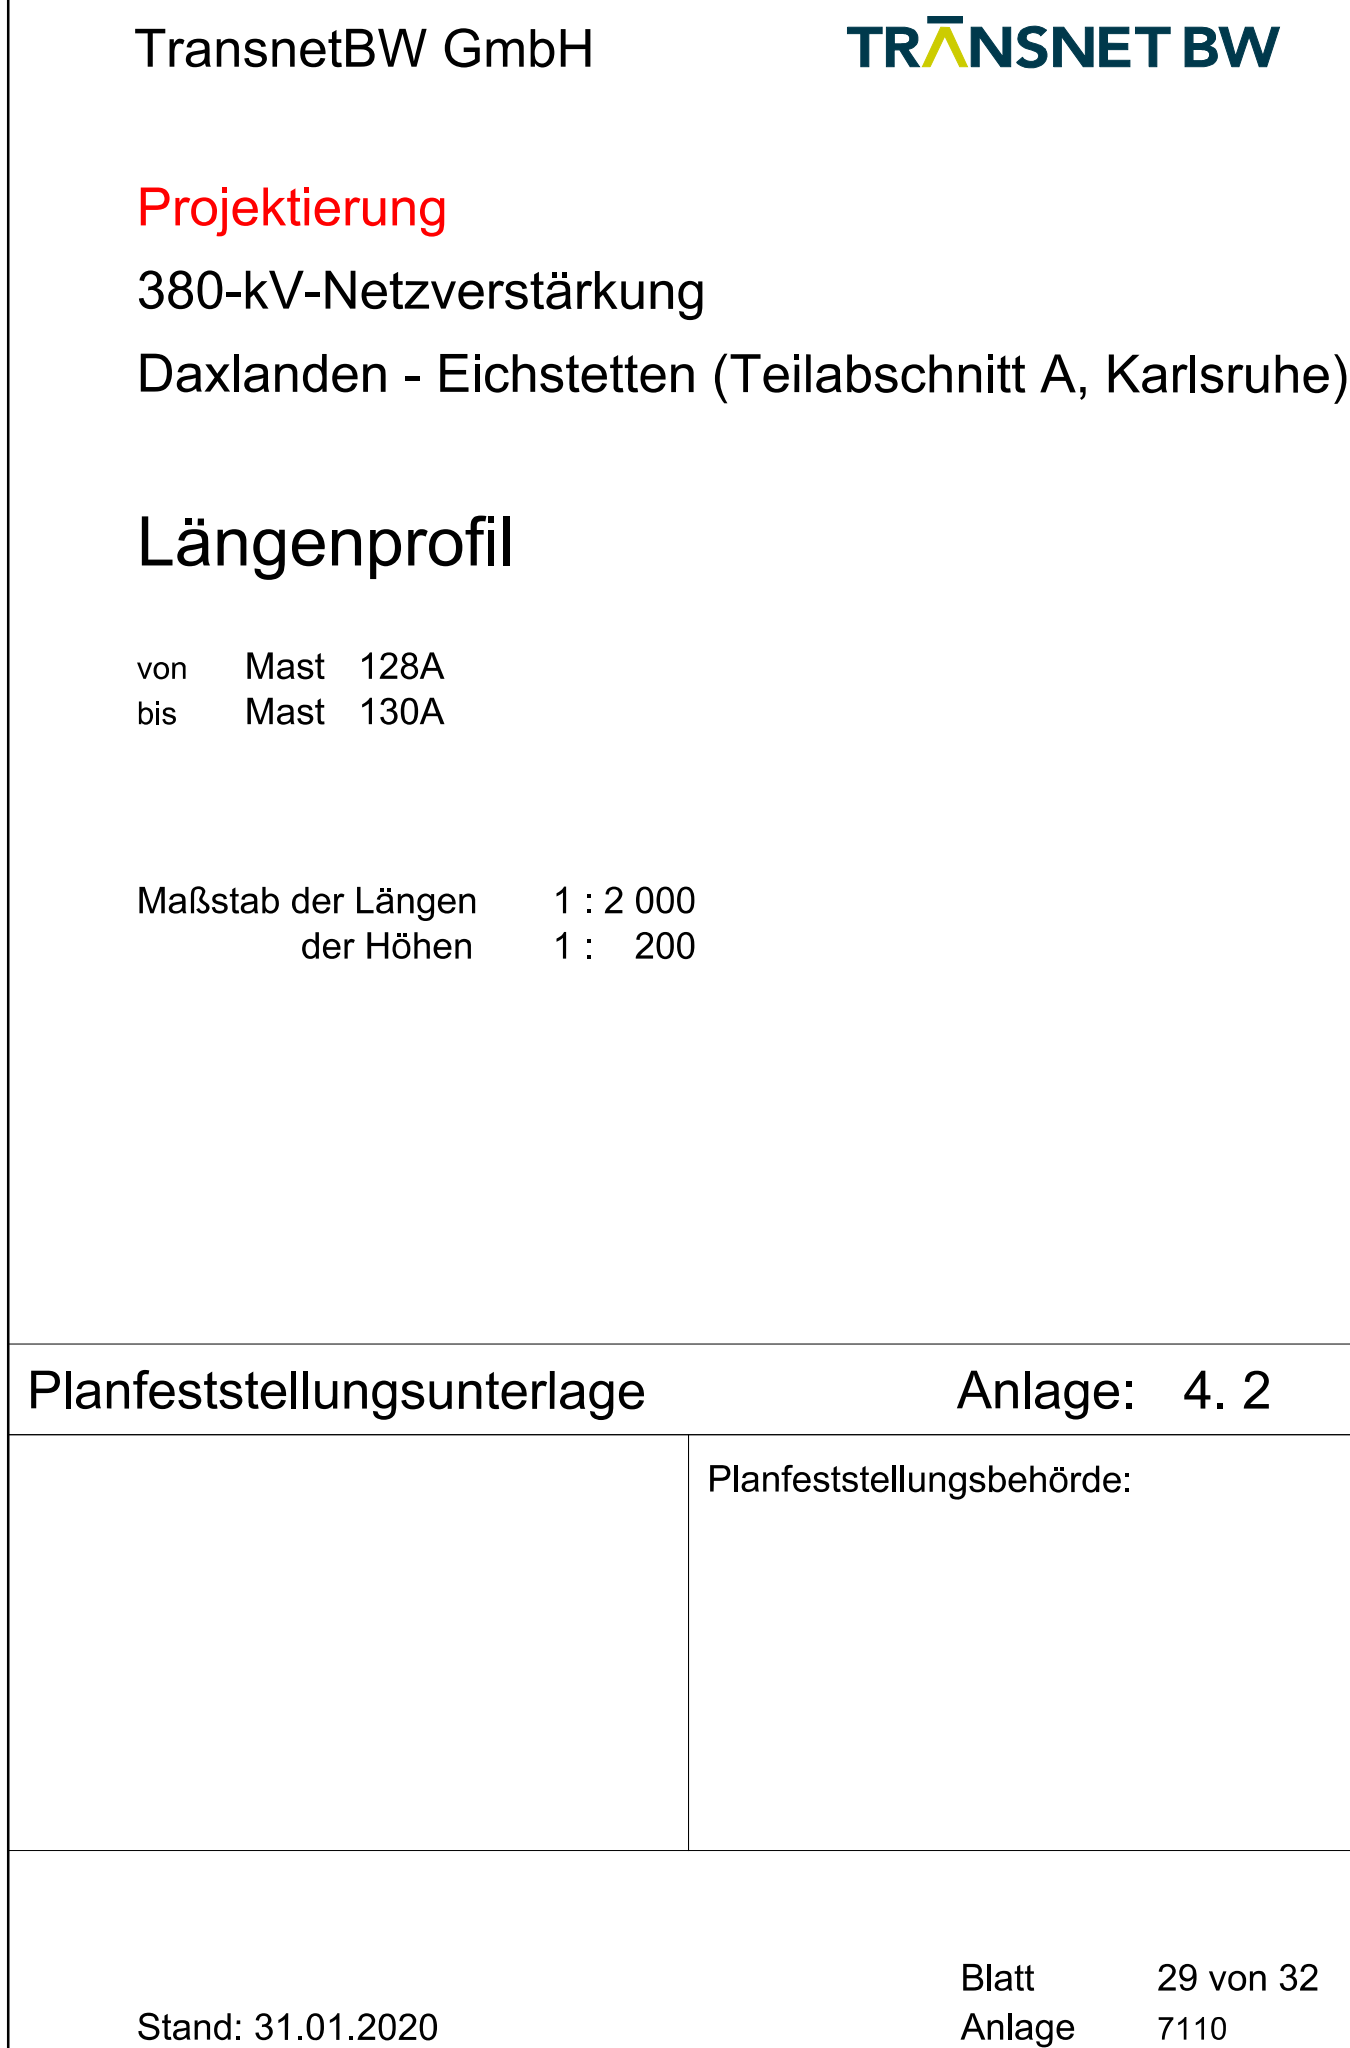 TransnetBW GmbH TRANSNET BW
Projektierung
380-kV-Netzverstärkung
Daxlanden - Eichstetten (Teilabschnitt A, Karlsruhe)
Längenprofil
von Mast 128A
bis Mast 130A
Maßstab der Längen 1 : 2 000
der Höhen 1 : 200
Planfeststellungsunterlage Anlage: 4. 2
Planfeststellungsbehörde:
Blatt 29 von 32
Stand: 31.01.2020 Anlage 7110